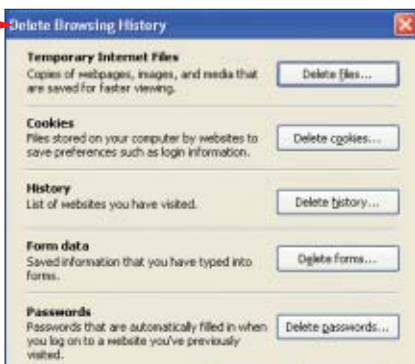 Delete Browsing History
Temporary Internet Files
Copies of webpages, images, and media that
are saved for faster viewing.
Delete files...
Cookies
Files stored on your computer by websites to
save preferences such as login information.
Delete cookies...
History
List of websites you have visited.
Delete history...
Form data
Saved information that you have typed into
forms.
Delete forms...
Passwords
Passwords that are automatically filled in when
you log on to a website you've previously
visited.
Delete passwords...